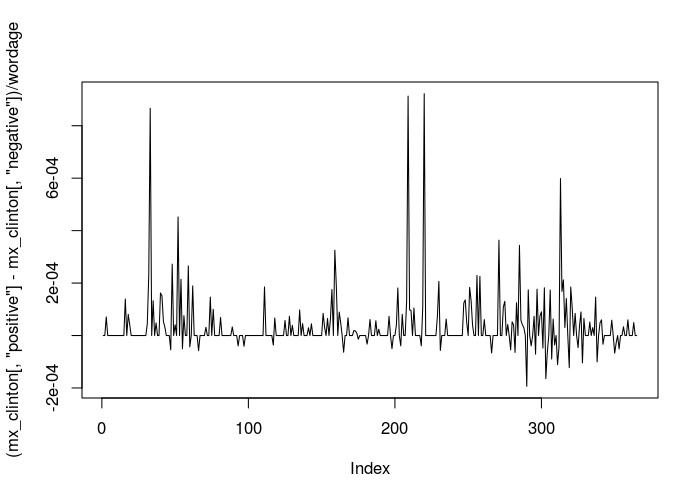 (mx_clinton[, "positive"] - mx_clinton[, "negative"])/wordage
6e-04
2e-04
-2e-04
0 100 200 300
Index